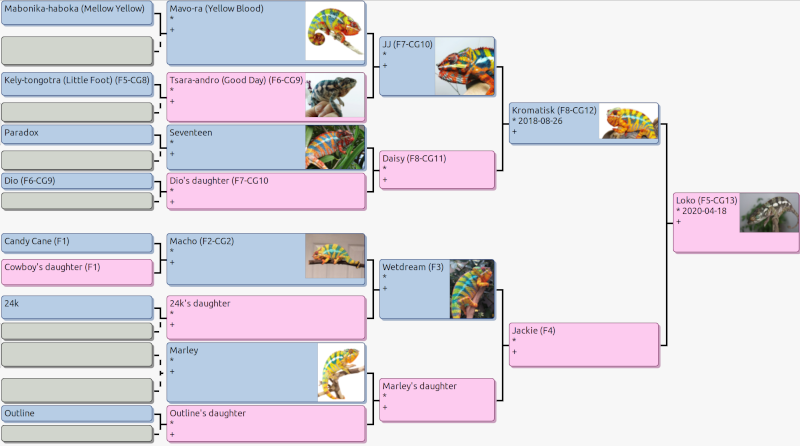 Mabonika-haboka (Mellow Yellow)
Kely-tongotra (Little Foot) (F5-CG8)
Paradox
Dio (F6-CG9)
Candy Cane (F1)
Cowboy's daughter (F1)
24k
Outline
Mavo-ra (Yellow Blood)
*
+
Tsara-andro (Good Day) (F6-CG9)
*
+
Seventeen
*
+
Dio's daughter (F7-CG10
*
+
Macho (F2-CG2)
*
+
24k's daughter
*
+
Marley
*
+
Outline's daughter
*
+
JJ (F7-CG10)
*
+
Daisy (F8-CG11)
*
+
Wetdream (F3)
*
+
Marley's daughter
*
+
Kromatisk (F8-CG12)
* 2018-08-26
+
Jackie (F4)
*
+
Loko (F5-CG13)
* 2020-04-18
+